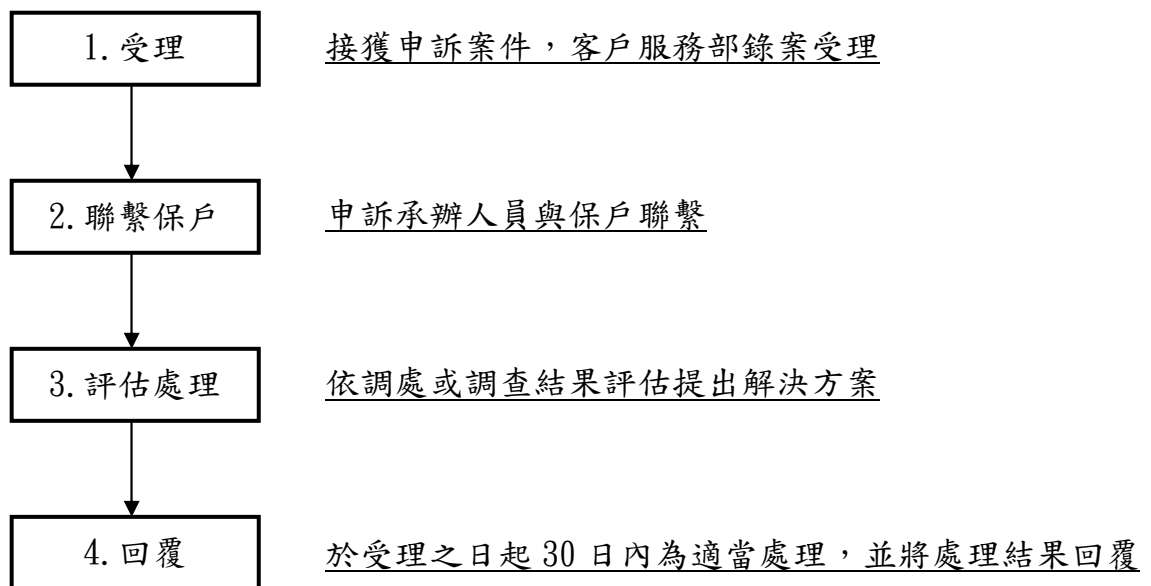 1.受理
接獲申訴案件，客戶服務部錄案受理
2.聯繫保戶
申訴承辦人員與保戶聯繫
3.評估處理
依調處或調查結果評估提出解決方案
4.回覆
於受理之日起 30 日內為適當處理，並將處理結果回覆